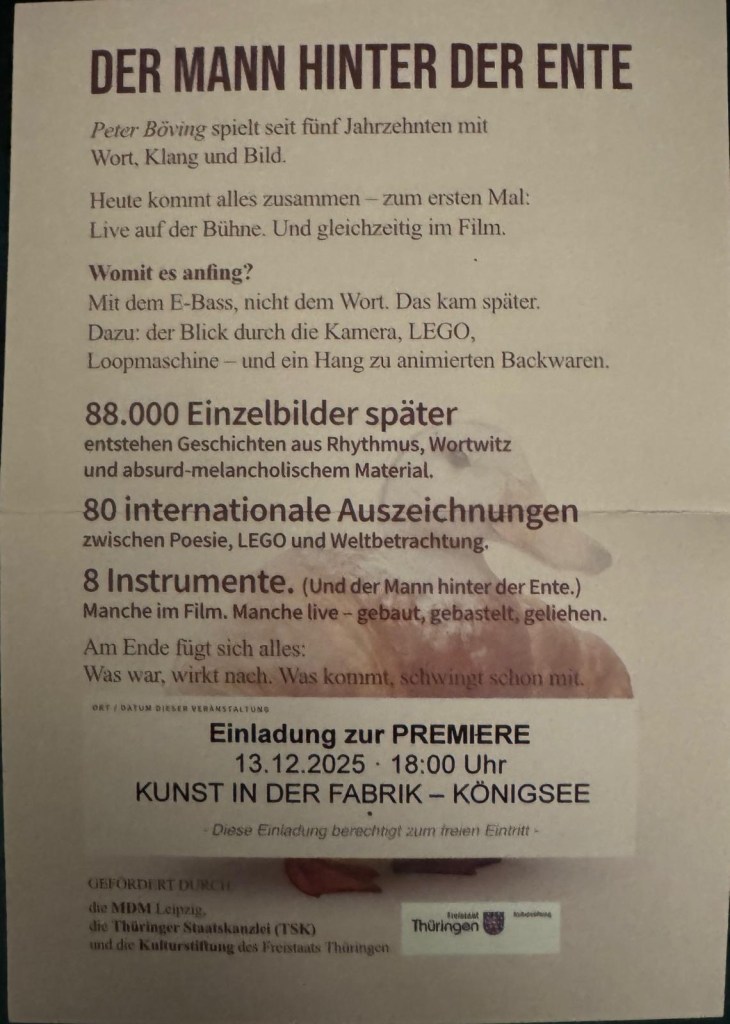 DER MANN HINTER DER ENTE
Peter Böving spielt seit fünf Jahrzehnten mit
Wort, Klang und Bild.
Heute kommt alles zusammen – zum ersten Mal:
Live auf der Bühne. Und gleichzeitig im Film.
Womit es anfing?
Mit dem E-Bass, nicht dem Wort. Das kam später.
Dazu: der Blick durch die Kamera, LEGO,
Loopmaschine – und ein Hang zu animierten Backwaren.
88.000 Einzelbilder später
entstehen Geschichten aus Rhythmus, Wortwitz
und absurd-melancholischem Material.
80 internationale Auszeichnungen
zwischen Poesie, LEGO und Weltbetrachtung.
8 Instrumente. (Und der Mann hinter der Ente.)
Manche im Film. Manche live – gebaut, gebastelt, geliehen.
Am Ende fügt sich alles:
Was war, wirkt nach. Was kommt, schwingt schon mit.
ORT / DATUM DIESER VERANSTALTUNG
Einladung zur PREMIERE
13.12.2025 · 18:00 Uhr
KUNST IN DER FABRIK – KÖNIGSEE
- Diese Einladung berechtigt zum freien Eintritt -
GEFÖRDERT DURCH
die MDM Leipzig,
die Thüringer Staatskanzlei (TSK)
und die Kulturstiftung des Freistaats Thüringen
Freistaat
Thüringen
Kulturstiftung